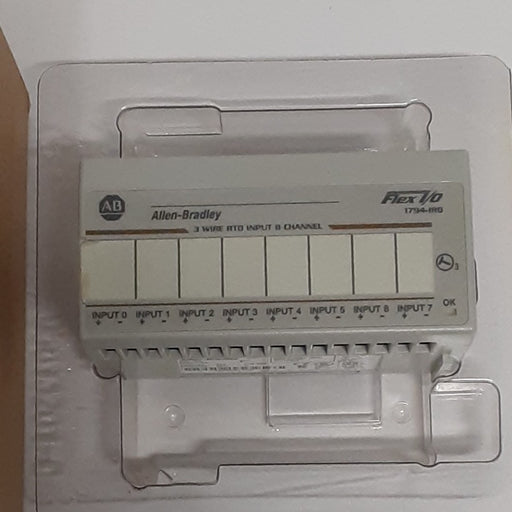 AB
Allen-Bradley
Flex I/O
1794-IR8
3 WIRE RTD INPUT 8 CHANNEL
3
INPUT 0 INPUT 1 INPUT 2 INPUT 3 INPUT 4 INPUT 5 INPUT 6 INPUT 7
+ - + - + - + - + - + - + - + -
OK